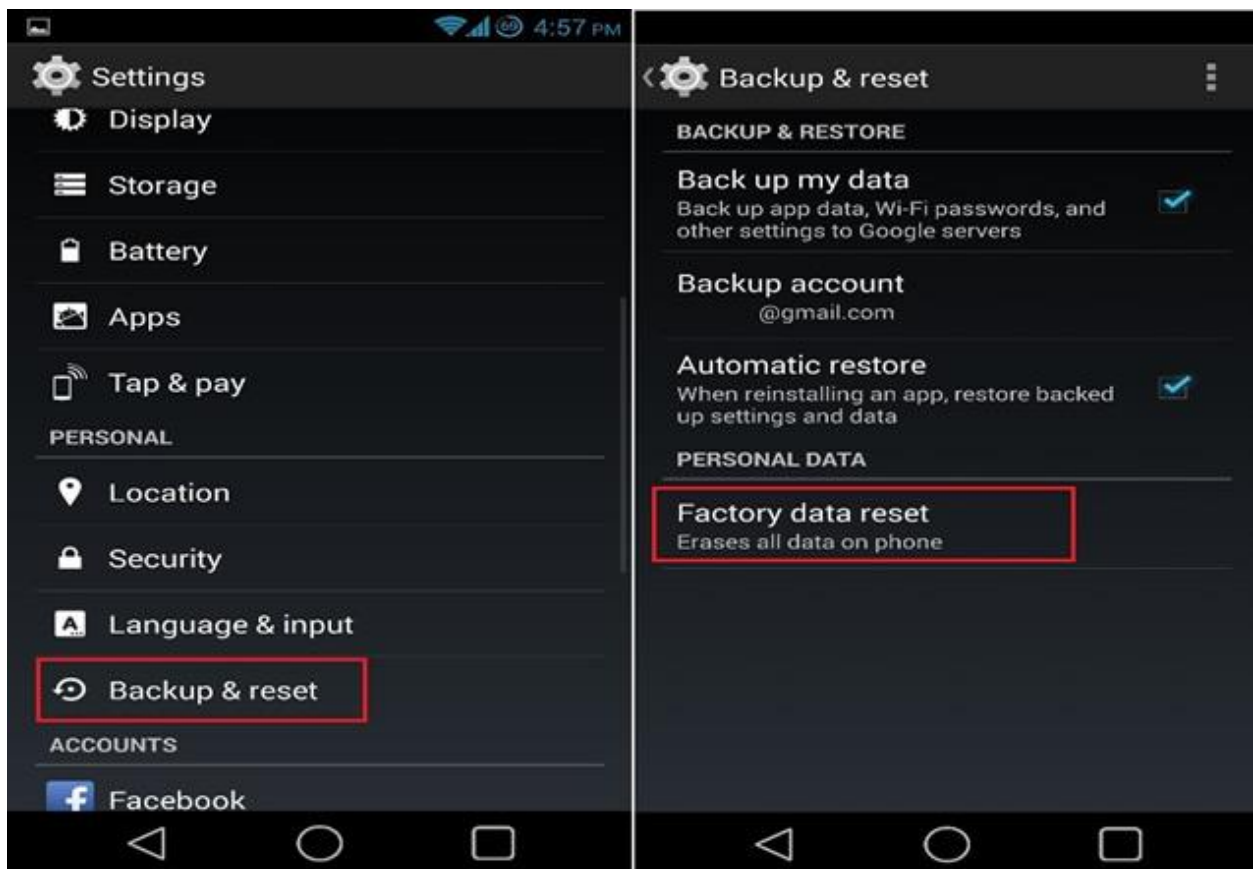 69 4:57 PM
Settings
Display
Storage
Battery
Apps
Tap & pay
PERSONAL
Location
Security
Language & input
Backup & reset
ACCOUNTS
Facebook
Backup & reset
BACKUP & RESTORE
Back up my data
Back up app data, Wi-Fi passwords, and
other settings to Google servers
Backup account
@gmail.com
Automatic restore
When reinstalling an app, restore backed
up settings and data
PERSONAL DATA
Factory data reset
Erases all data on phone